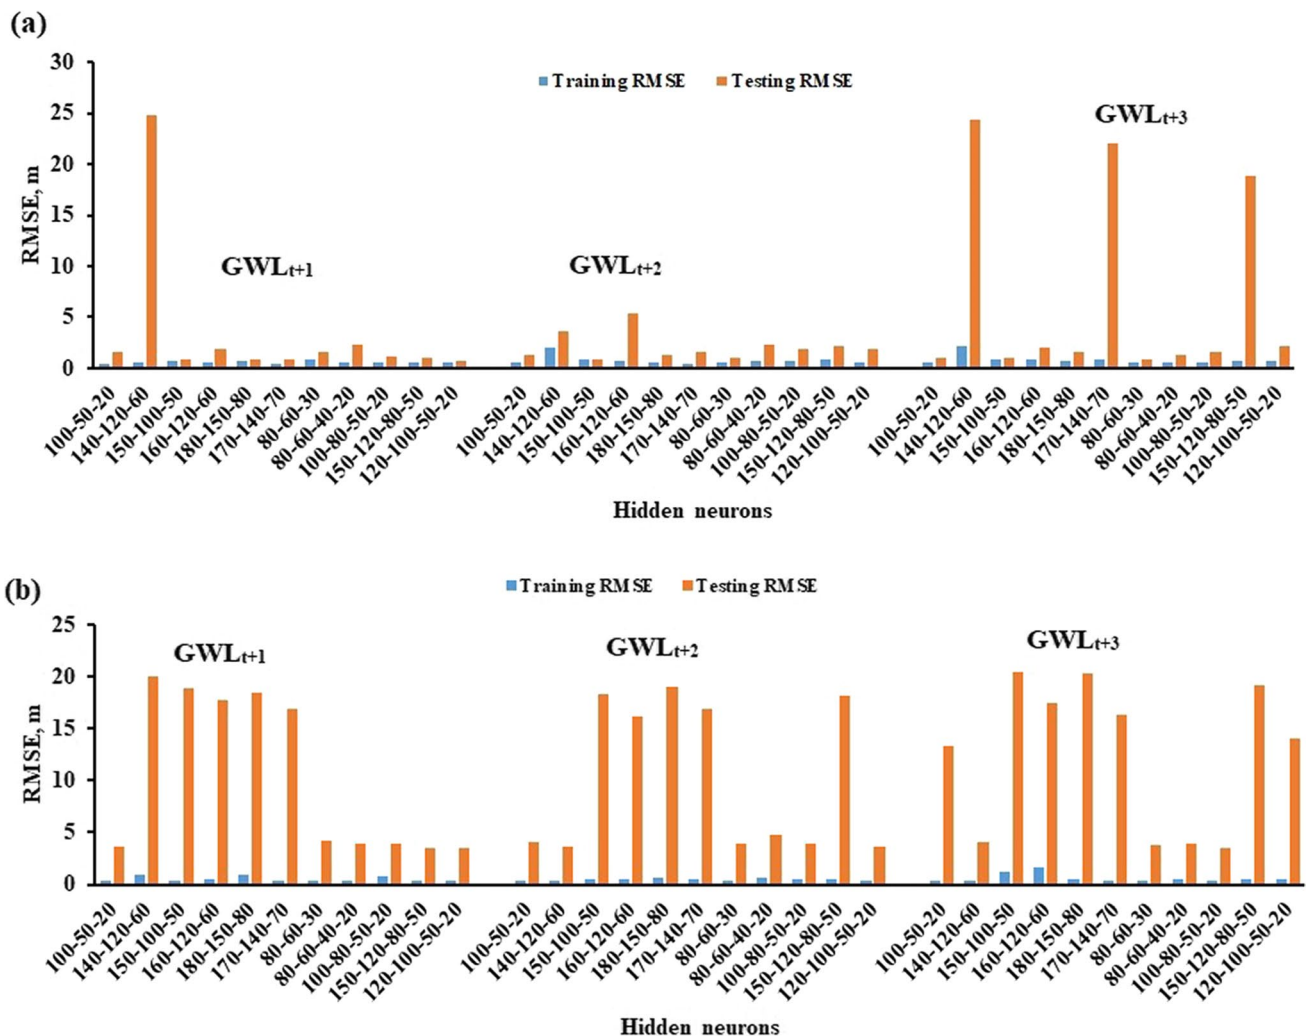 (a)
30
Training RMSE Testing RMSE
25
GWLt+3
20
RMSE, m
15
10
GWLt+1 GWLt+2
5
0
100-50-20 140-120-60 150-100-50 160-120-60 180-150-80 170-140-70 80-60-30 80-60-40-20 100-80-50-20 150-120-80-50 120-100-50-20 100-50-20 140-120-60 150-100-50 160-120-60 180-150-80 170-140-70 80-60-30 80-60-40-20 100-80-50-20 150-120-80-50 120-100-50-20 100-50-20 140-120-60 150-100-50 160-120-60 180-150-80 170-140-70 80-60-30 80-60-40-20 100-80-50-20 150-120-80-50 120-100-50-20
Hidden neurons
(b)
Training RMSE Testing RMSE
25
GWLt+1 GWLt+2 GWLt+3
20
15
RMSE, m
10
5
0
100-50-20 140-120-60 150-100-50 160-120-60 180-150-80 170-140-70 80-60-30 80-60-40-20 100-80-50-20 150-120-80-50 120-100-50-20 100-50-20 140-120-60 150-100-50 160-120-60 180-150-80 170-140-70 80-60-30 80-60-40-20 100-80-50-20 150-120-80-50 120-100-50-20 100-50-20 140-120-60 150-100-50 160-120-60 180-150-80 170-140-70 80-60-30 80-60-40-20 100-80-50-20 150-120-80-50 120-100-50-20
Hidden neurons